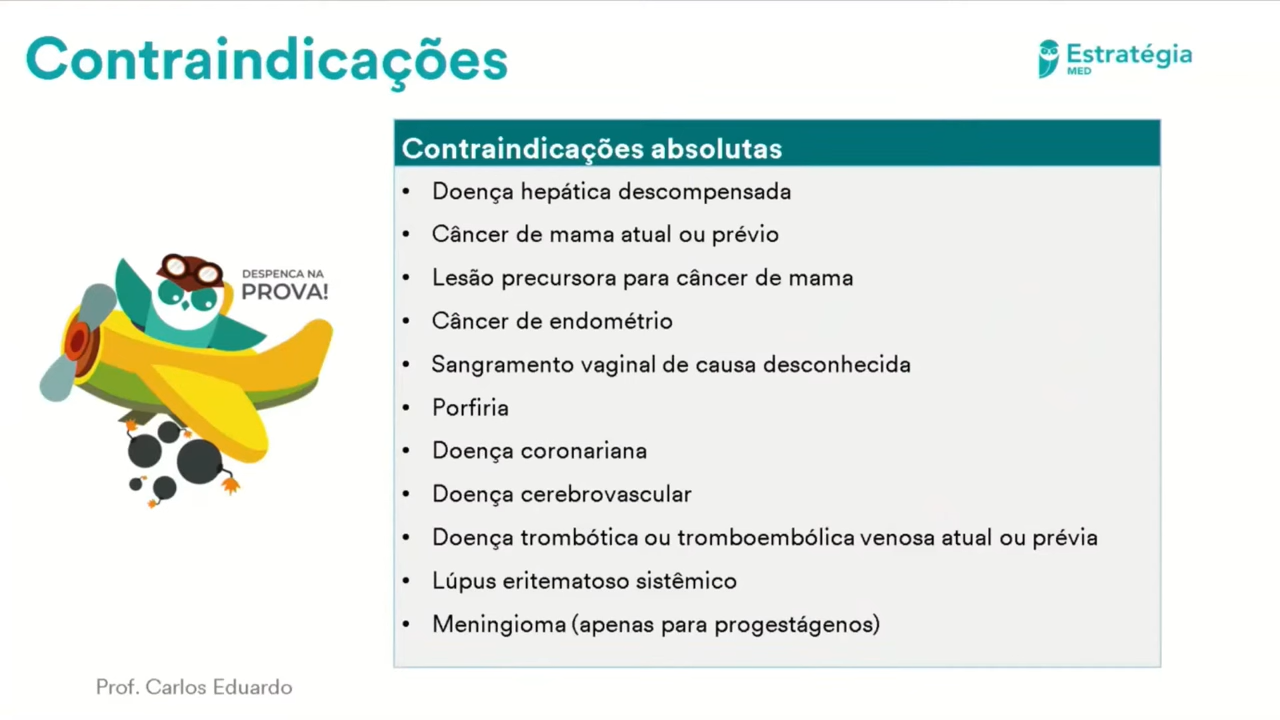 Contraindicações
Estratégia
MED
Contraindicações absolutas
• Doença hepática descompensada
• Câncer de mama atual ou prévio
• Lesão precursora para câncer de mama
• Câncer de endométrio
• Sangramento vaginal de causa desconhecida
• Porfiria
• Doença coronariana
• Doença cerebrovascular
• Doença trombótica ou tromboembólica venosa atual ou prévia
• Lúpus eritematoso sistêmico
• Meningioma (apenas para progestágenos)
DESPENCA NA
PROVA!
Prof. Carlos Eduardo